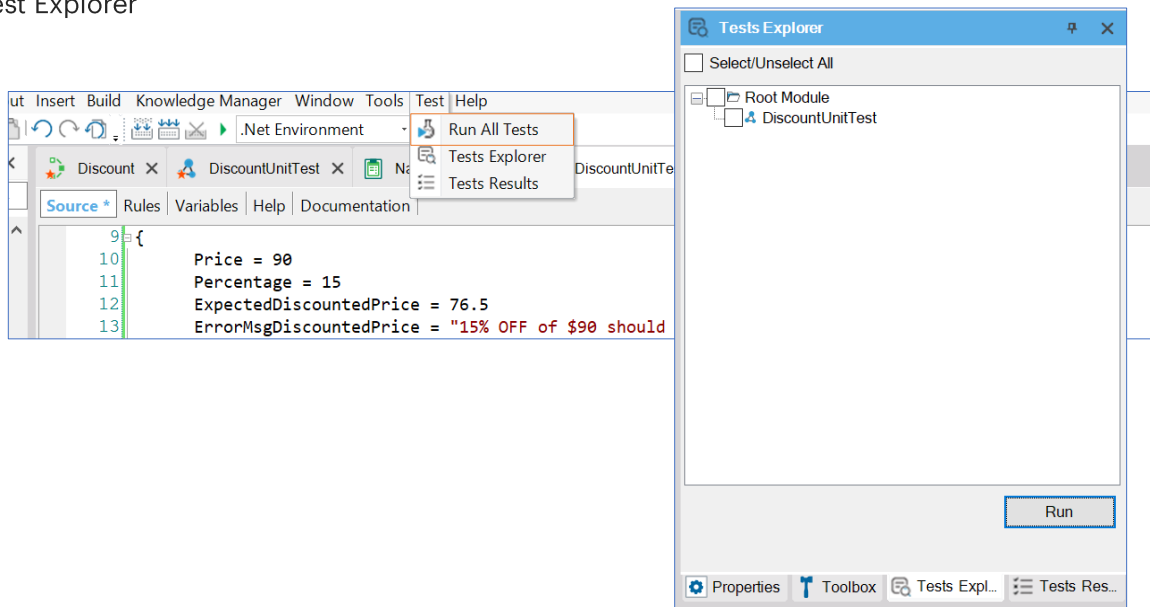 est Explorer
Tests Explorer
Select/Unselect All
Root Module
DiscountUnitTest
Run
Properties Toolbox Tests Expl... Tests Res...
ut Insert Build Knowledge Manager Window Tools Test Help
.Net Environment
Run All Tests
Tests Explorer
Tests Results
Discount DiscountUnitTest Na DiscountUnitTe
Source * Rules Variables Help Documentation
9 {
10 Price = 90
11 Percentage = 15
12 ExpectedDiscountedPrice = 76.5
13 ErrorMsgDiscountedPrice = "15% OFF of $90 should